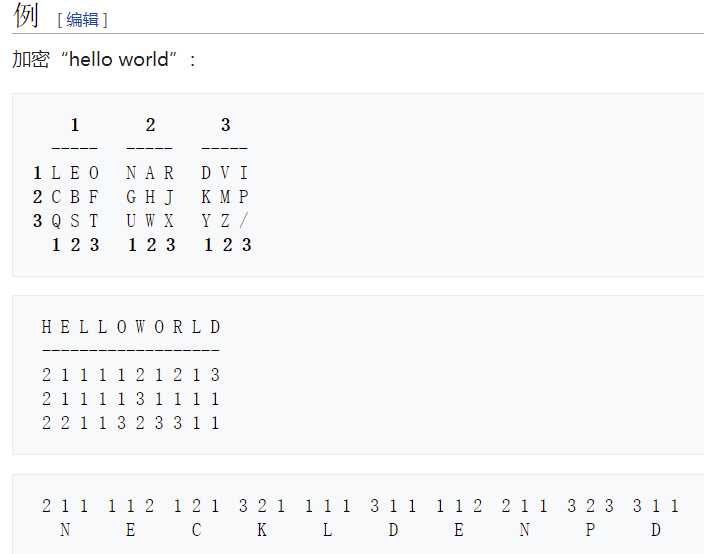 例 [ 编辑 ]
加密“hello world”：
1 2 3
----- ----- -----
1 L E O N A R D V I
2 C B F G H J K M P
3 Q S T U W X Y Z /
1 2 3 1 2 3 1 2 3
H E L L O W O R L D
-------------------
2 1 1 1 1 2 1 2 1 3
2 1 1 1 1 3 1 1 1 1
2 2 1 1 3 2 3 3 1 1
2 1 1 1 1 2 1 2 1 3 2 1 1 1 1 3 1 1 1 1 2 2 1 1 3 2 3 3 1 1
N E C K L D E N P D